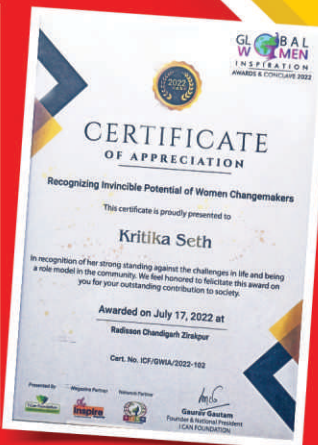 GLOBAL
WOMEN
INSPIRATION
AWARDS & CONCLAVE 2022
2022
CERTIFICATE
OF APPRECIATION
Recognizing Invincible Potential of Women Changemakers
This certificate is proudly presented to
Kritika Seth
In recognition of her strong standing against the challenges in life and being
a role model in the community. We feel honored to felicitate this award on
you for your outstanding contribution to society.
Awarded on July 17, 2022 at
Radisson Chandigarh Zirakpur
Cert. No. ICF/GWIA/2022-102
Presented By Magazine Partner Network Partner
inspire
Gaurav Gautam
Founder & National President
I CAN FOUNDATION